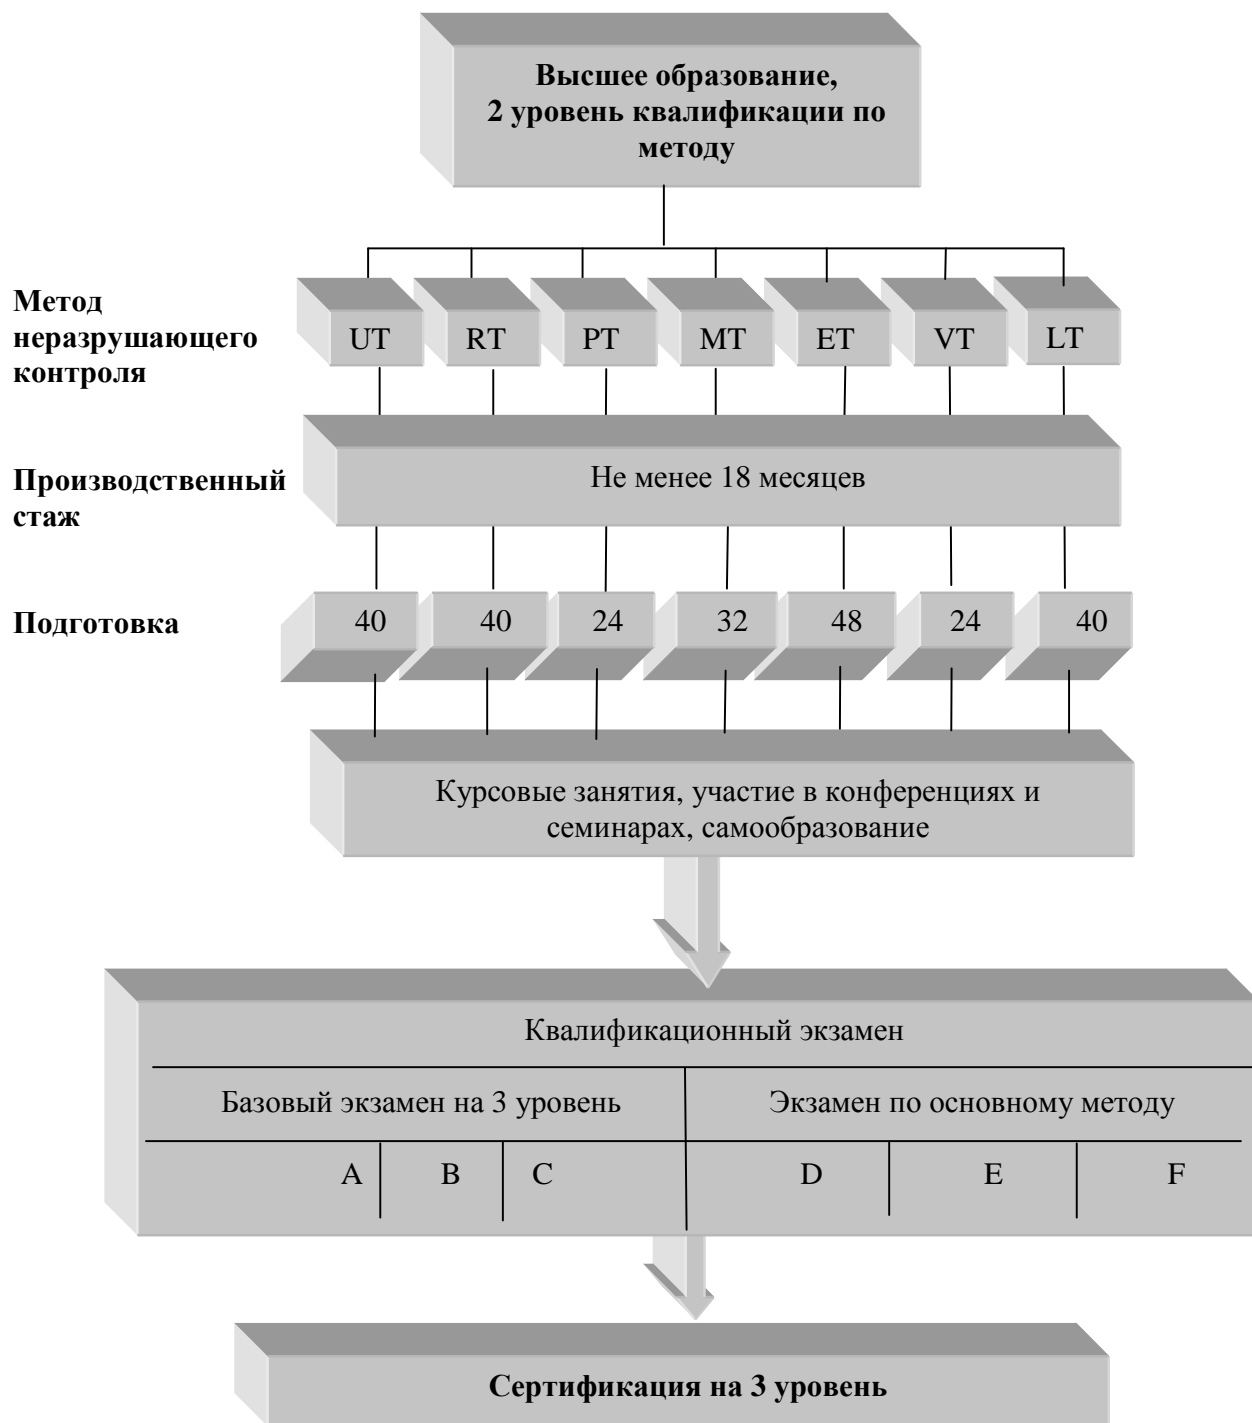 Высшее образование,
2 уровень квалификации по
методу
Метод
неразрушающего
контроля
UT RT PT MT ET VT LT
Производственный
стаж
Не менее 18 месяцев
Подготовка
40 40 24 32 48 24 40
Курсовые занятия, участие в конференциях и
семинарах, самообразование
Квалификационный экзамен
Базовый экзамен на 3 уровень Экзамен по основному методу
A B C D E F
Сертификация на 3 уровень